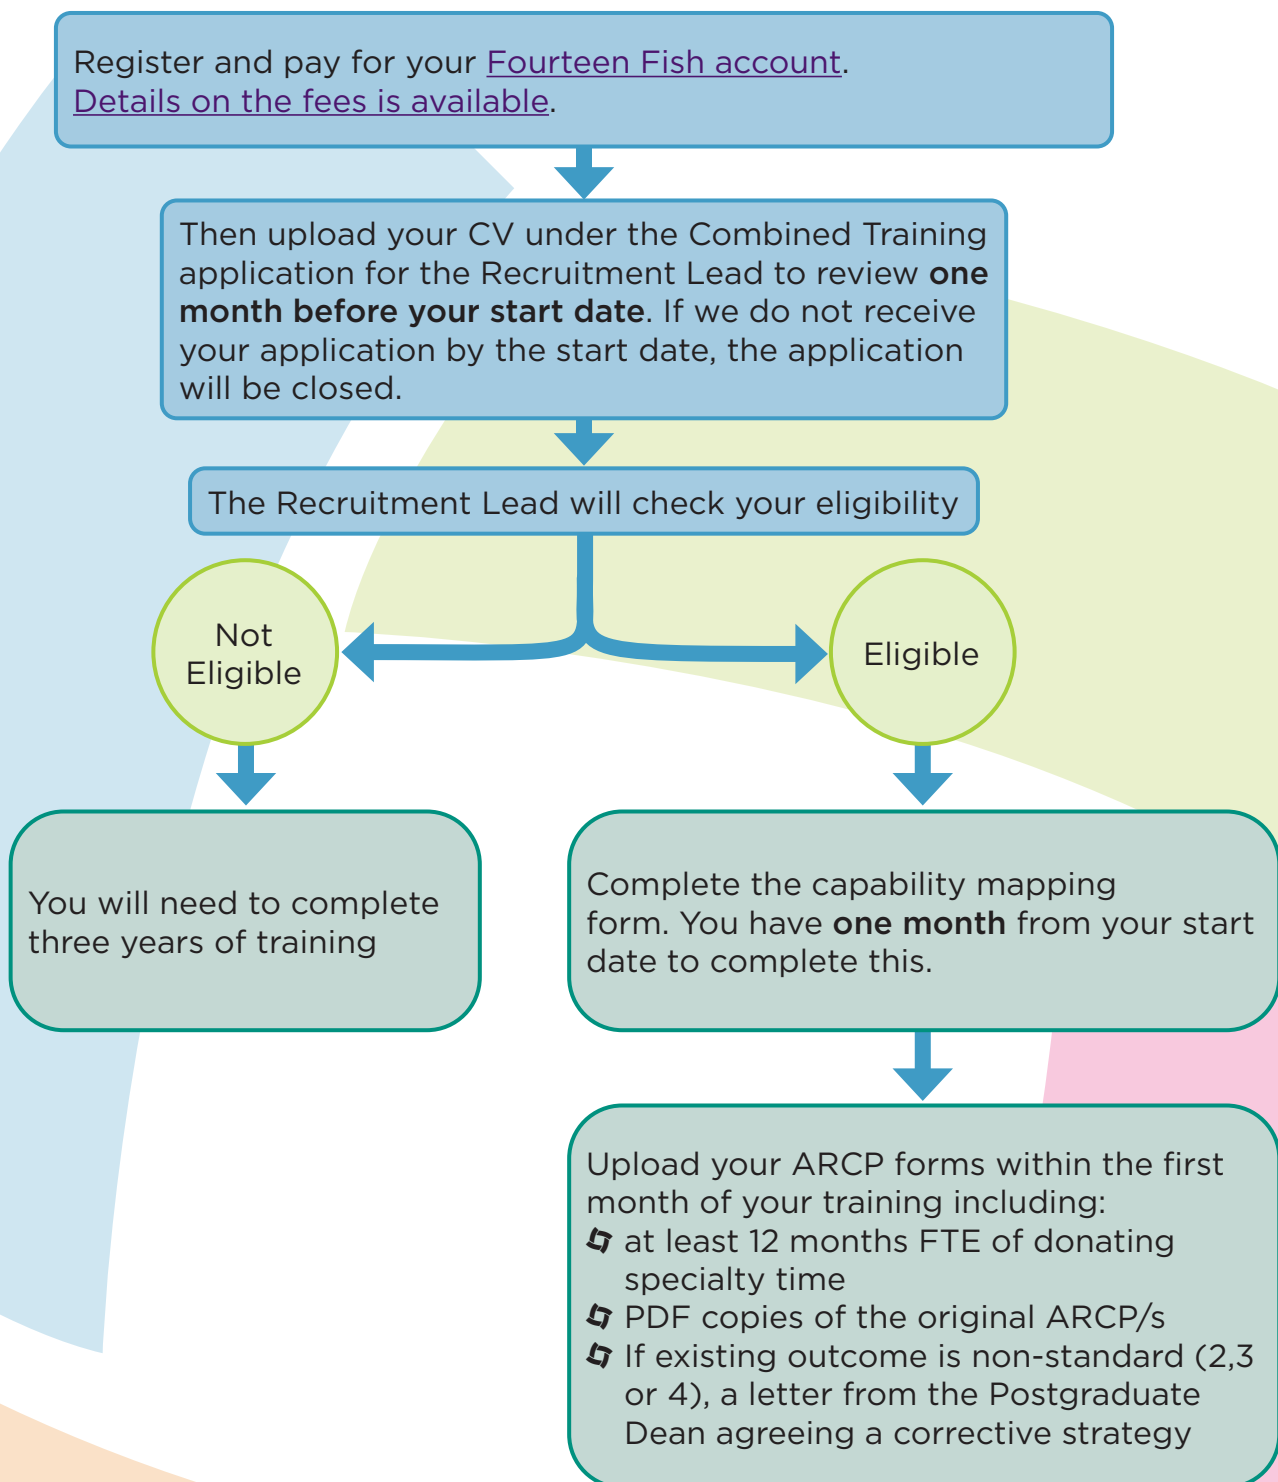 Register and pay for your Fourteen Fish account.
Details on the fees is available.
Then upload your CV under the Combined Training
application for the Recruitment Lead to review one
month before your start date. If we do not receive
your application by the start date, the application
will be closed.
The Recruitment Lead will check your eligibility
Not
Eligible
Eligible
You will need to complete
three years of training
Complete the capability mapping
form. You have one month from your start
date to complete this.
Upload your ARCP forms within the first
month of your training including:
at least 12 months FTE of donating
specialty time
PDF copies of the original ARCP/s
If existing outcome is non-standard (2,3
or 4), a letter from the Postgraduate
Dean agreeing a corrective strategy